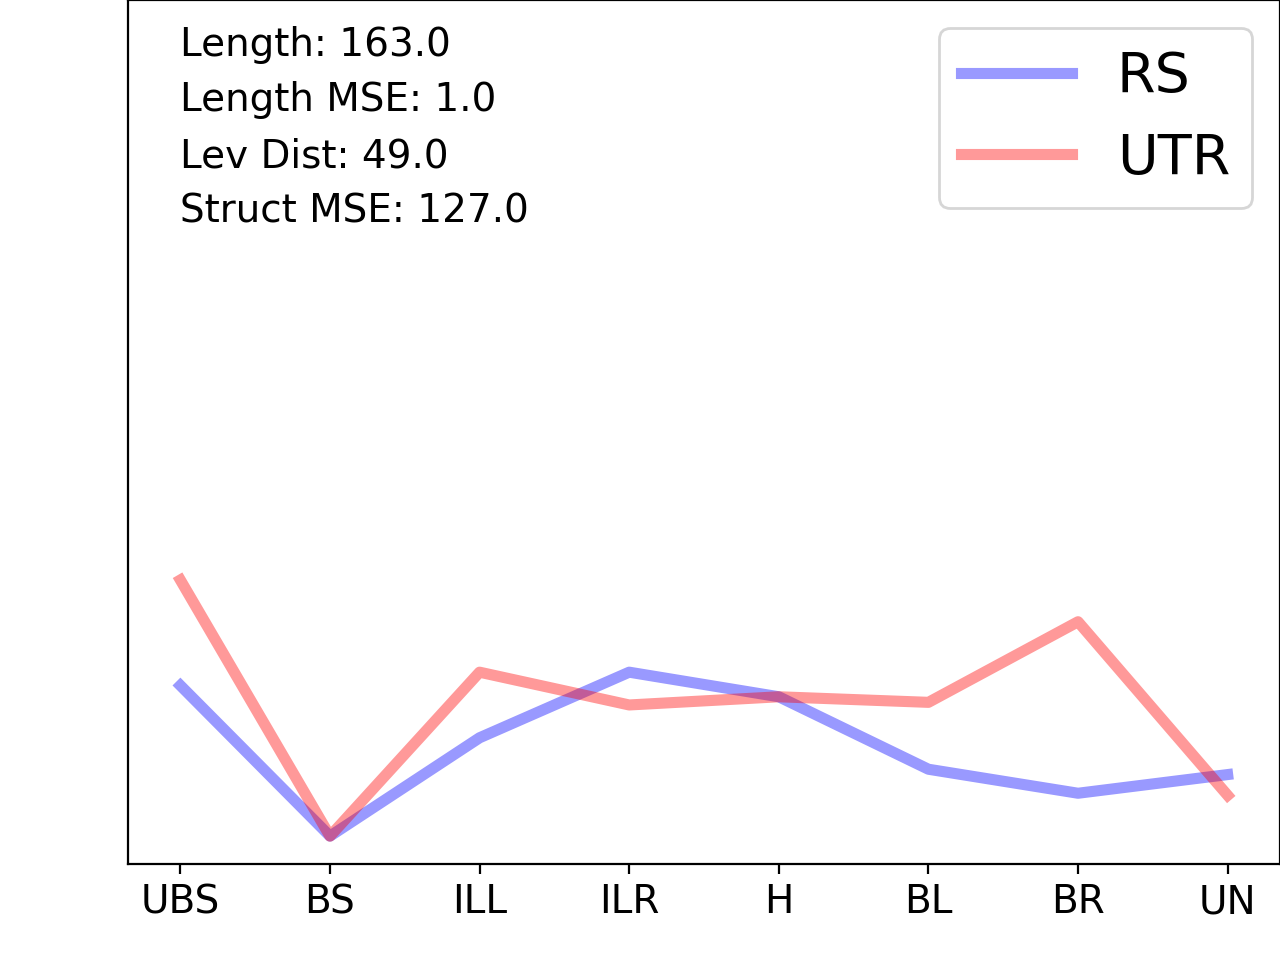 Length: 163.0
Length MSE: 1.0
Lev Dist: 49.0
Struct MSE: 127.0
RS
UTR
UBS BS ILL ILR H BL BR UN